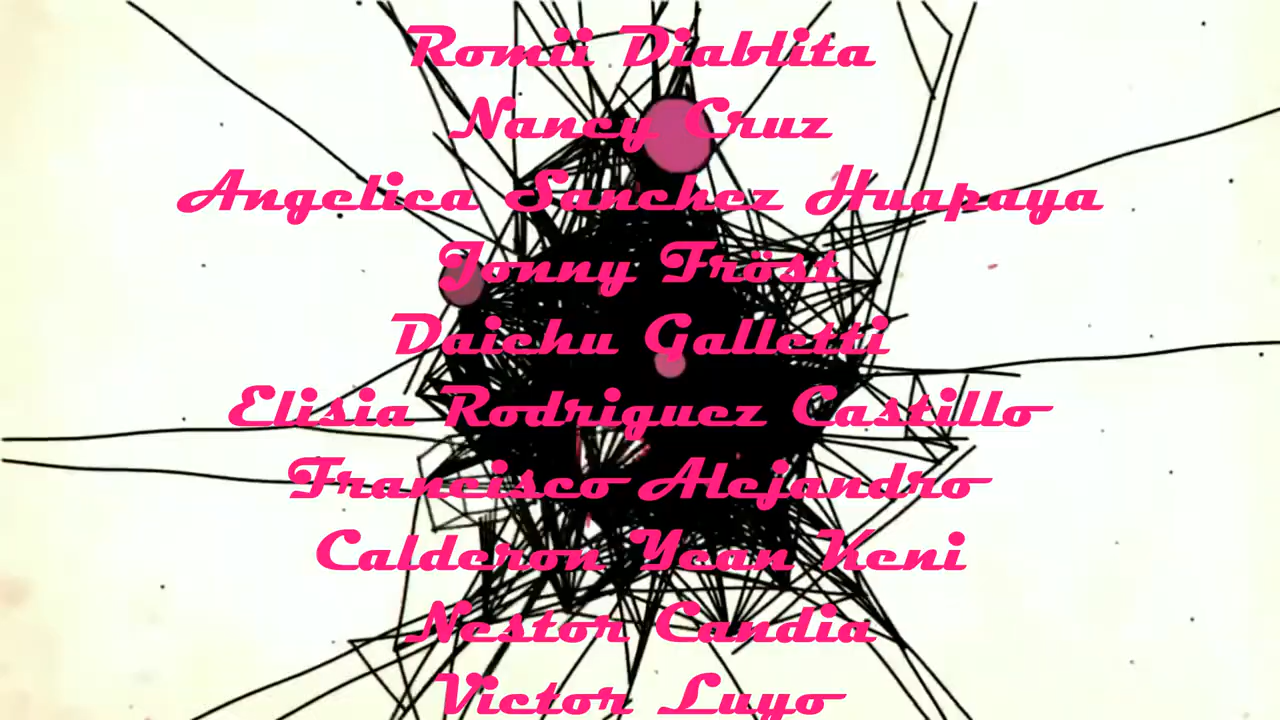 Romii Diablita
Nancy Cruz
Angelica Sanchez Huapaya
Jonny Fröst
Daichu Galletti
Elisia Rodriguez Castillo
Francisco Alejandro
Calderon Yean Keni
Nestor Candia
Victor Luyo